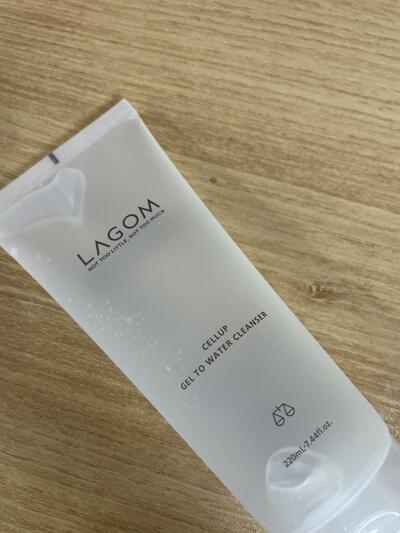 LAGOM
NOT TOO LITTLE, NOT TOO MUCH
CELLUP
GEL TO WATER CLEANSER
220mL-7.44fl.oz.